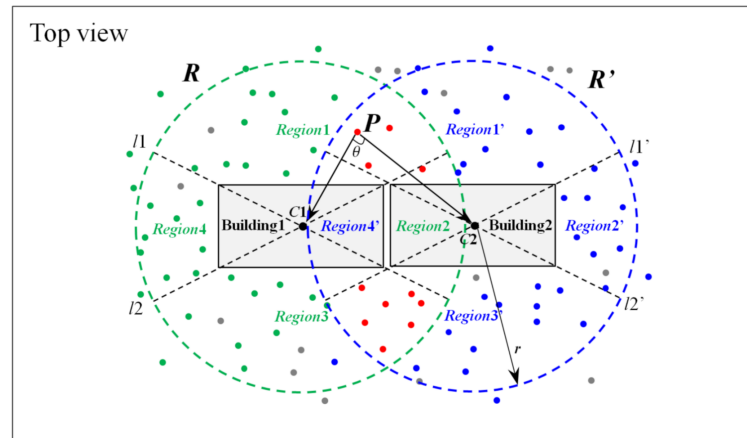 Top view
R
R’
P
Region1
Region1’
θ
l1
l1’
C1
Region4
Building1
Region4’
Region2
Building2
Region2’
C2
l2
l2’
Region3
Region3’
r